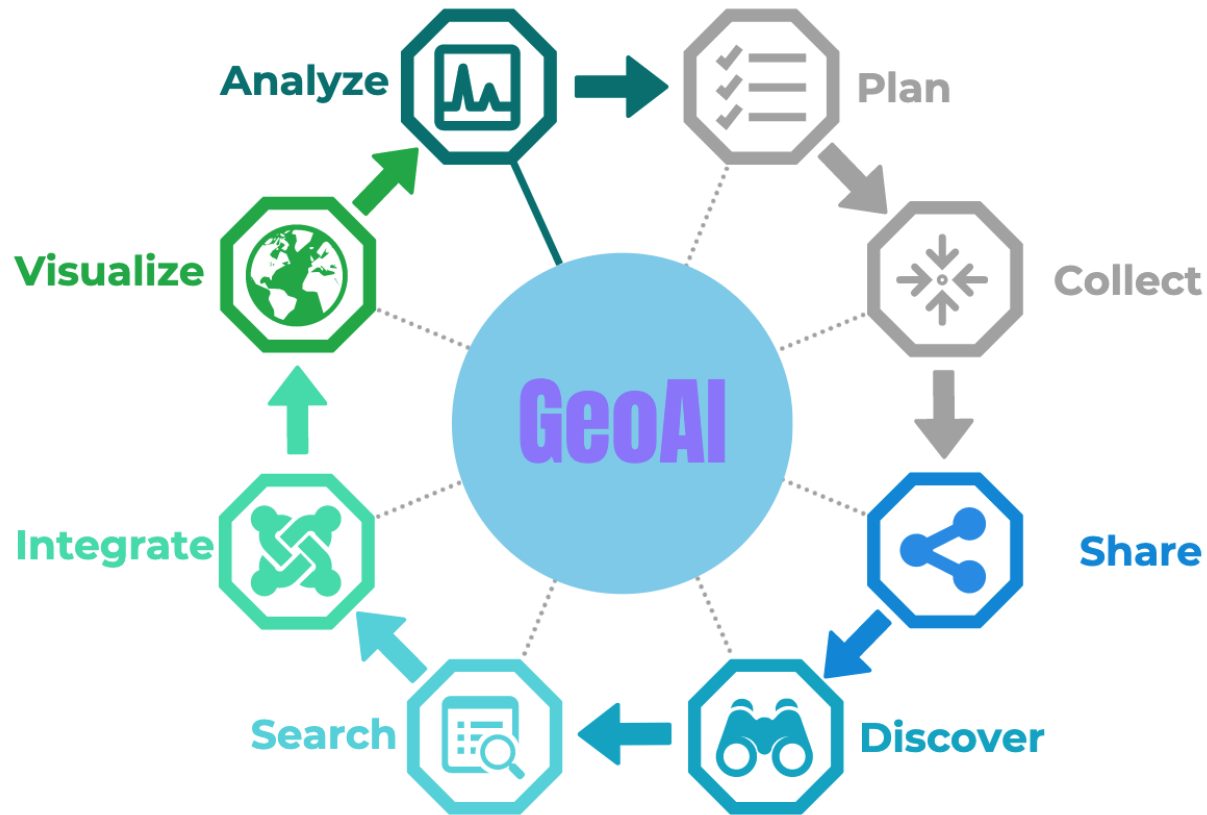 Analyze
Plan
Visualize
Collect
GeoAI
Integrate
Share
Search
Discover